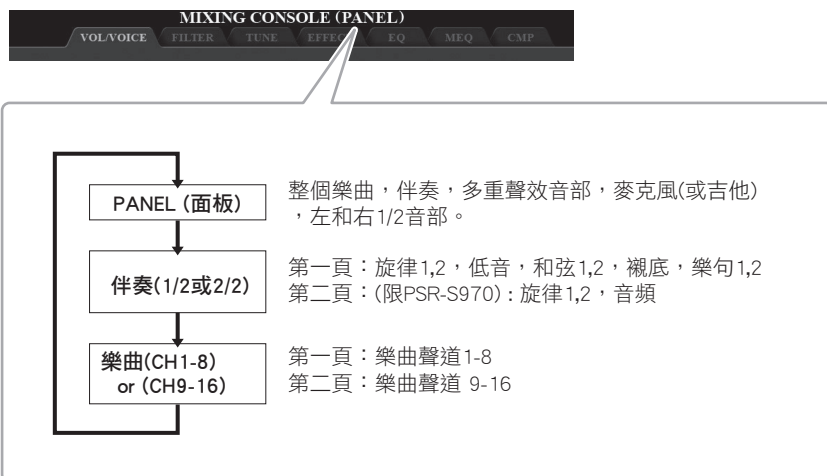 MIXING CONSOLE (PANEL)
VOL/VOICE FILTER TUNE EFFECT EQ MEQ CMP
PANEL (面板)
整個樂曲，伴奏，多重聲效音部，麥克風(或吉他)
，左和右1/2音部。
伴奏(1/2或2/2)
第一頁：旋律1,2，低音，和弦1,2，襯底，樂句1,2
第二頁：(限PSR-S970)：旋律1,2，音頻
樂曲(CH1-8)
or (CH9-16)
第一頁：樂曲聲道1-8
第二頁：樂曲聲道 9-16